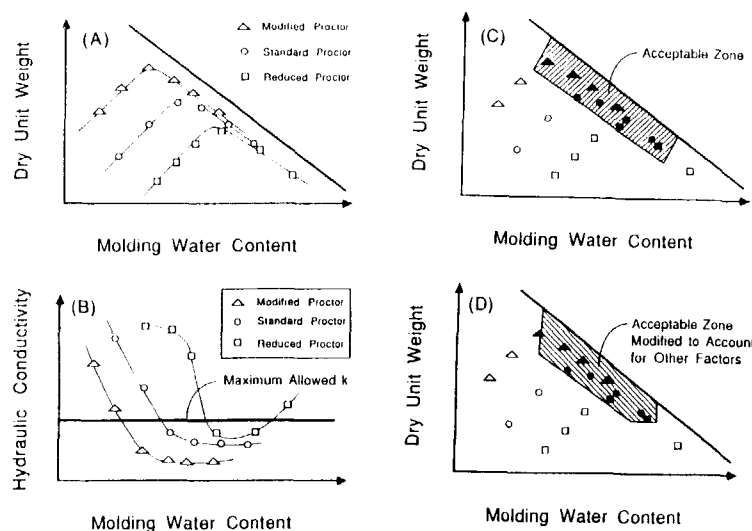 (A)
Modified Proctor
Standard Proctor
Reduced Proctor
Dry Unit Weight
Molding Water Content
(C)
Acceptable Zone
Dry Unit Weight
Molding Water Content
(B)
Modified Proctor
Standard Proctor
Reduced Proctor
Maximum Allowed k
Hydraulic Conductivity
Molding Water Content
(D)
Acceptable Zone
Modified to Accoun
for Other Factors
Dry Unit Weight
Molding Water Content